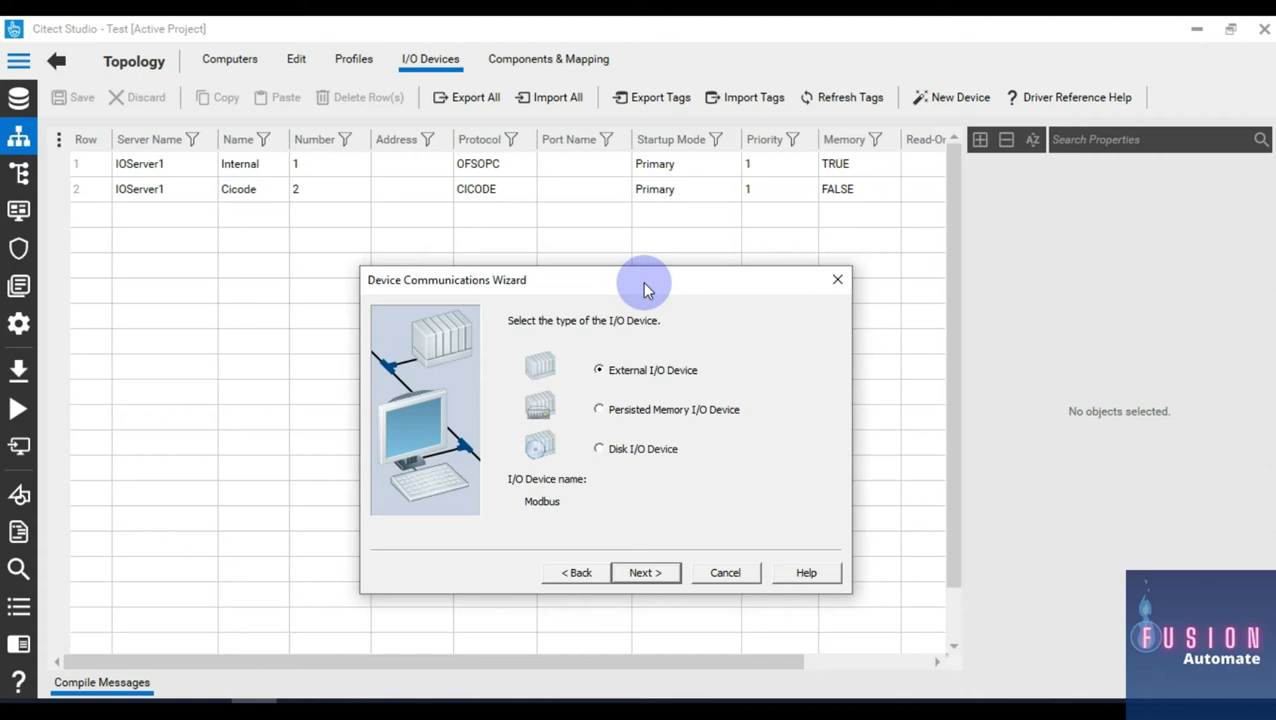 Citect Studio - Test [Active Project]
Topology Computers Edit Profiles I/O Devices Components & Mapping
Save Discard Copy Paste Delete Row(s) Export All Import All Export Tags Import Tags Refresh Tags New Device ? Driver Reference Help
Row Server Name Name Number Address Protocol Port Name Startup Mode Priority Memory Read-Or
Search Properties
1 IOServer1 Internal 1 OFSOPC Primary 1 TRUE
2 IOServer1 Cicode 2 CICODE Primary 1 FALSE
Device Communications Wizard
Select the type of the I/O Device.
External I/O Device
Persisted Memory I/O Device
Disk I/O Device
I/O Device name:
Modbus
< Back Next > Cancel Help
No objects selected.
FUSION
Automate
Compile Messages